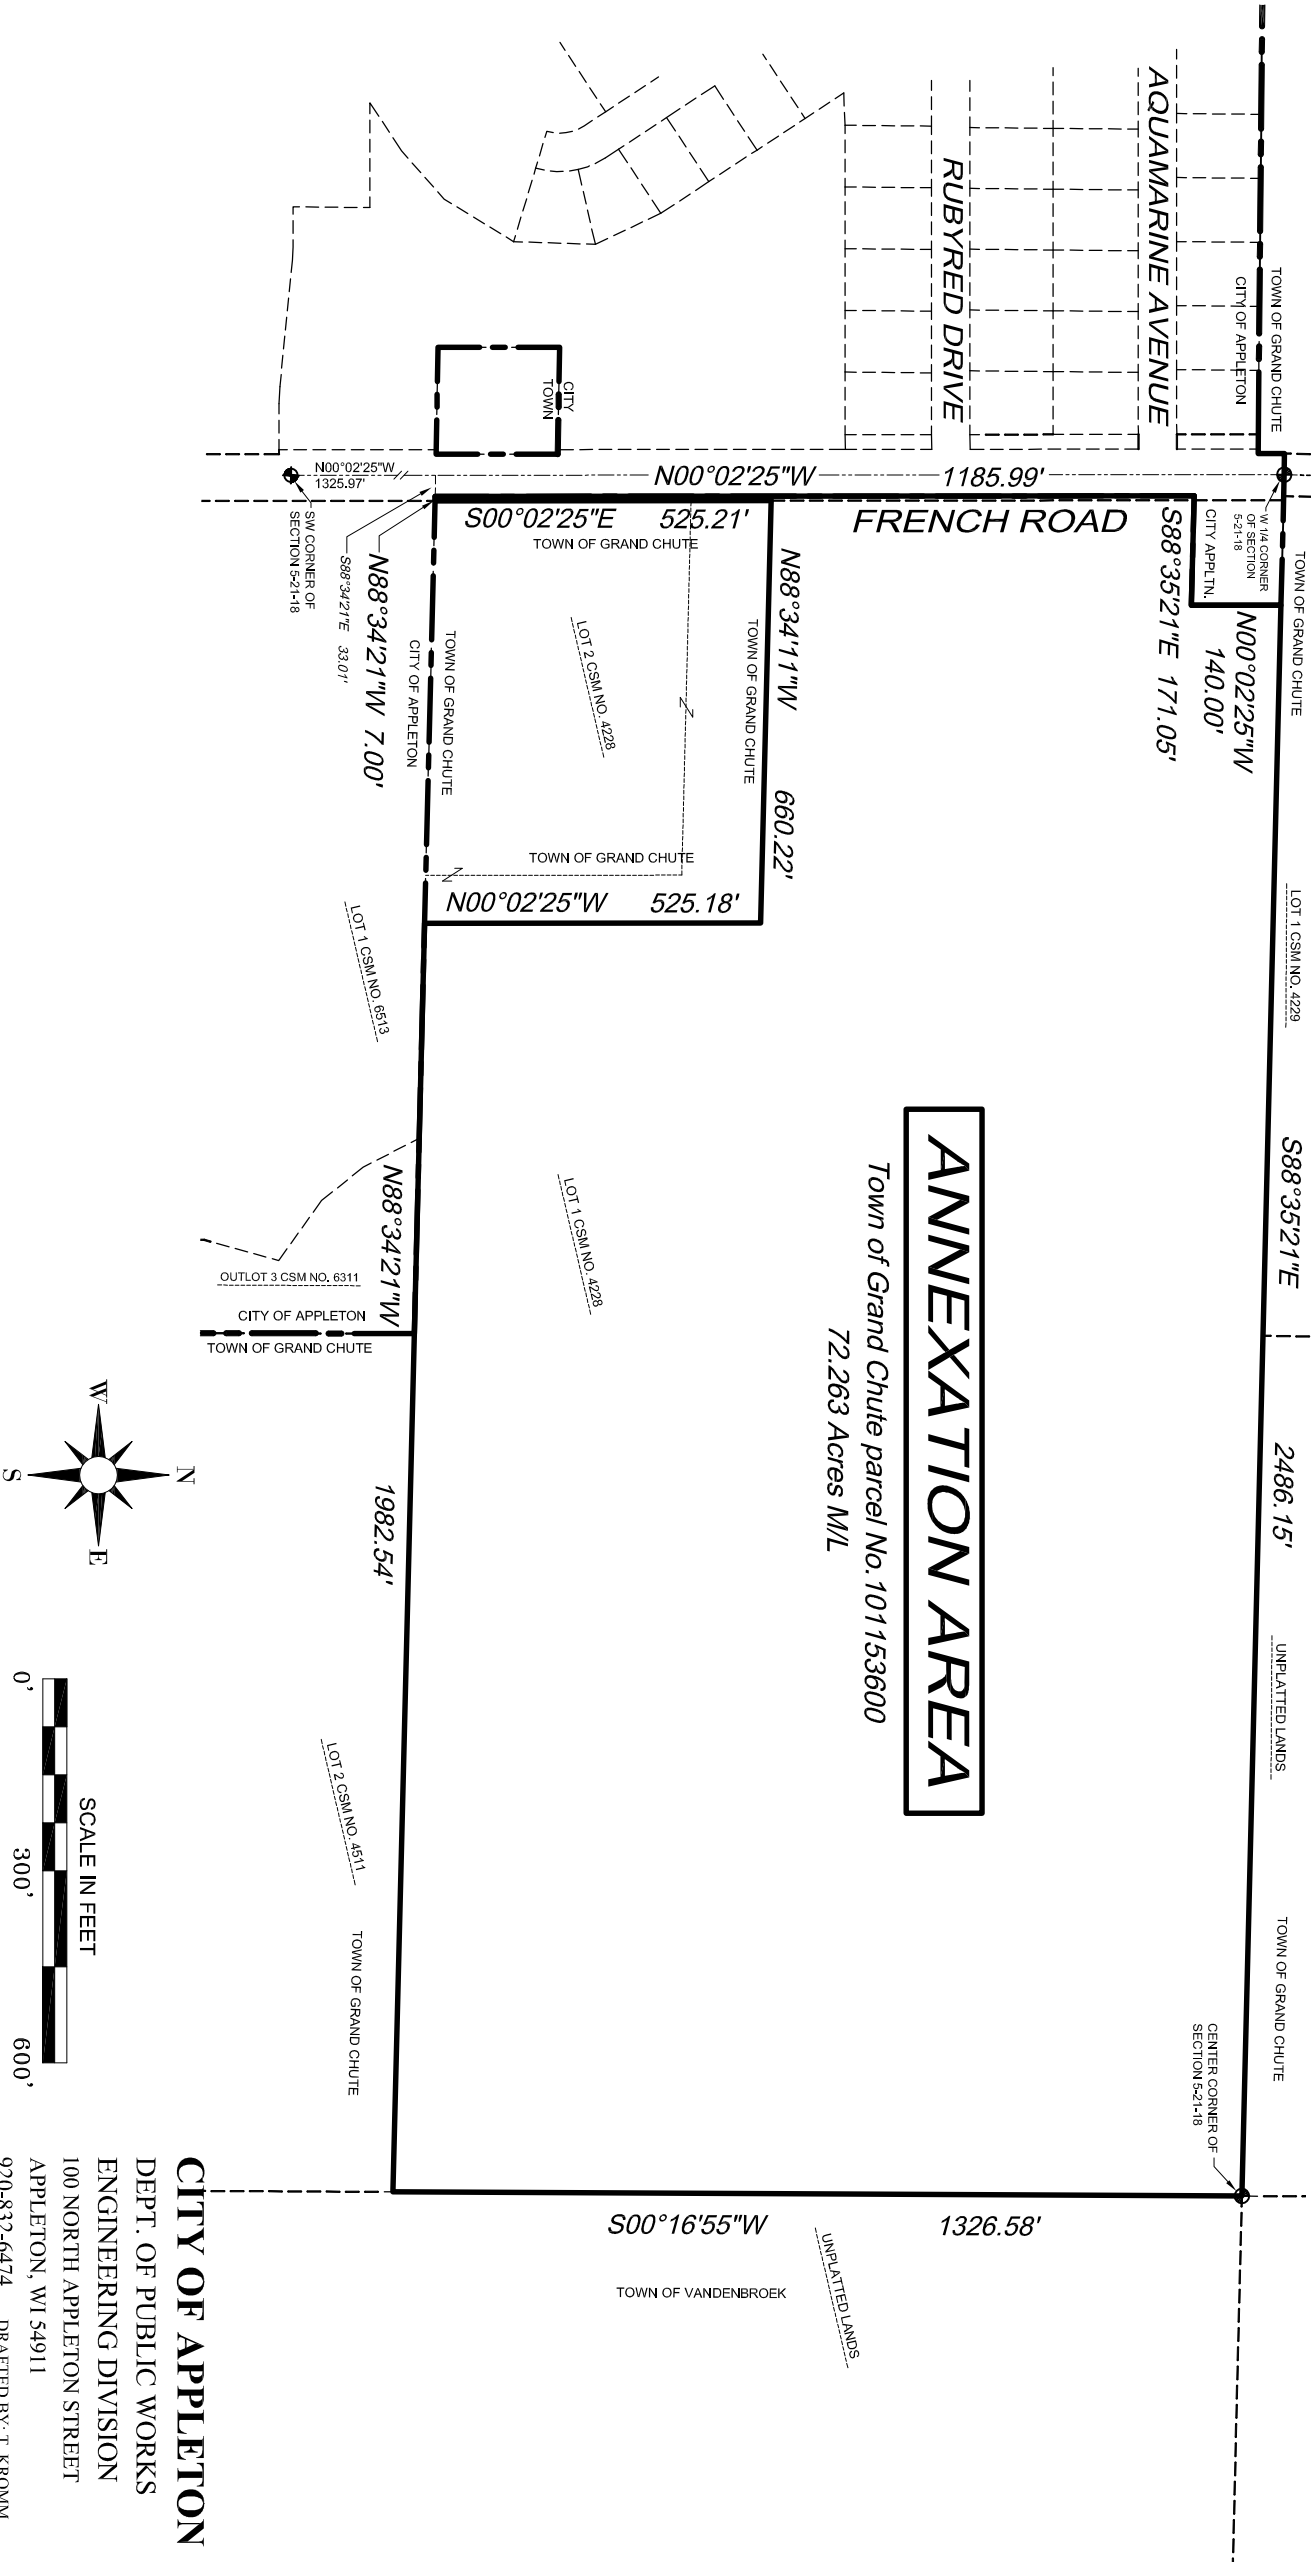 AQUAMARINE AVENUE
RUBYRED DRIVE
TOWN OF GRAND CHUTE
CITY OF APPLETON
CITY
TOWN
W 1/4 CORNER
OF SECTION
5-21-18
CITY APPLTN.
TOWN OF GRAND CHUTE
N00°02'25"W
140.00'
S88°35'21"E 171.05'
N00°02'25"W 1185.99'
FRENCH ROAD
N00°02'25"W
1325.97'
SW CORNER OF
SECTION 5-21-18
S88°34'21"E 33.01'
N88°34'21"W 7.00'
S00°02'25"E 525.21'
TOWN OF GRAND CHUTE
N88°34'11"W 660.22'
TOWN OF GRAND CHUTE
LOT 2 CSM NO. 4228
TOWN OF GRAND CHUTE
CITY OF APPLETON
TOWN OF GRAND CHUTE
N00°02'25"W 525.18'
LOT 1 CSM NO. 6513
LOT 1 CSM NO. 4229
S88°35'21"E 2486.15'
UNPLATTED LANDS
TOWN OF GRAND CHUTE
CENTER CORNER OF
SECTION 5-21-18
ANNEXATION AREA
Town of Grand Chute parcel No.101153600
72.263 Acres M/L
LOT 1 CSM NO. 4228
N88°34'21"W 1982.54'
OUTLOT 3 CSM NO. 6311
CITY OF APPLETON
TOWN OF GRAND CHUTE
LOT 2 CSM NO. 4511
TOWN OF GRAND CHUTE
S00°16'55"W 1326.58'
UNPLATTED LANDS
TOWN OF VANDENBROEK
N
W
E
S
SCALE IN FEET
0' 300' 600'
CITY OF APPLETON
DEPT. OF PUBLIC WORKS
ENGINEERING DIVISION
100 NORTH APPLETON STREET
APPLETON, WI 54911
920-832-6474 DRAFTED BY: T. KROMM